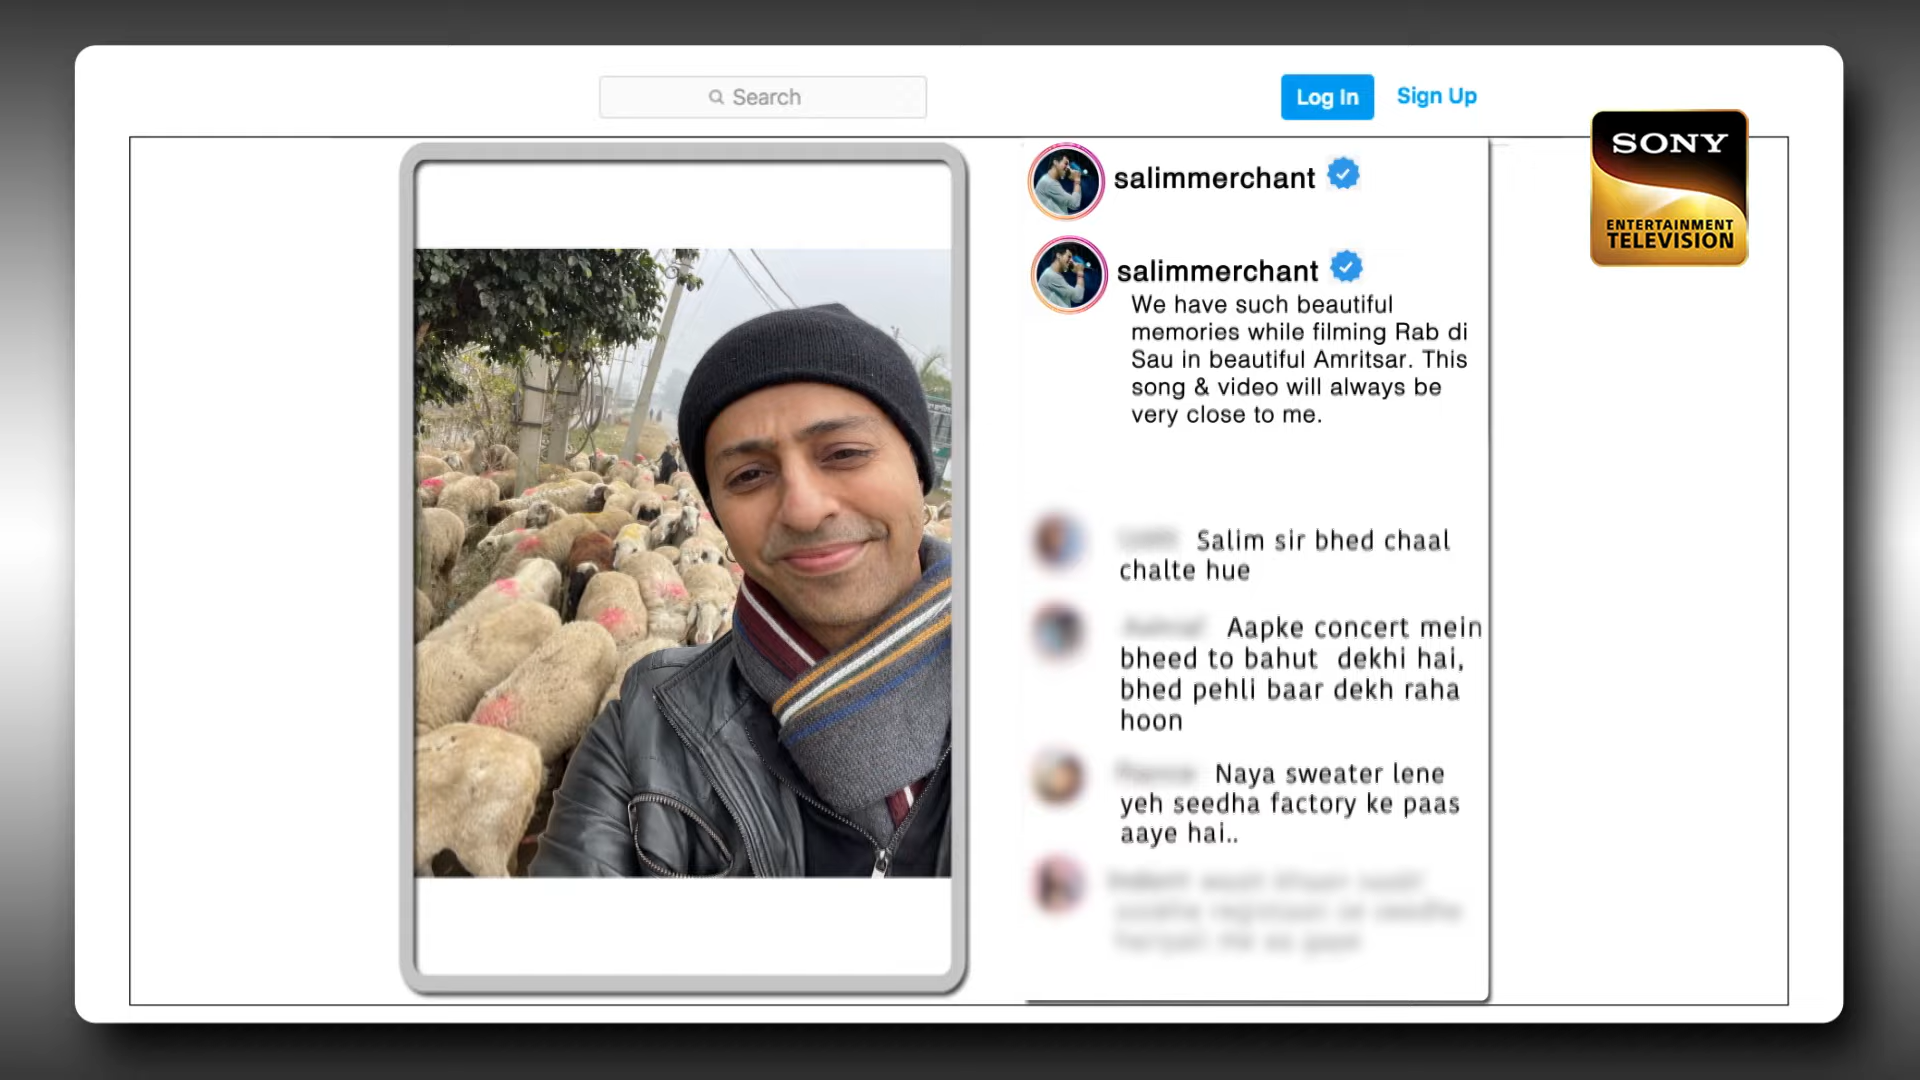 Search
Log In
Sign Up
SONY
ENTERTAINMENT
TELEVISION
salimmerchant
salimmerchant
We have such beautiful
memories while filming Rab di
Sau in beautiful Amritsar. This
song & video will always be
very close to me.
Salim sir bhed chaal
chalte hue
Aapke concert mein
bheed to bahut dekhi hai,
bhed pehli baar dekh raha
hoon
Naya sweater lene
yeh seedha factory ke paas
aaye hai..